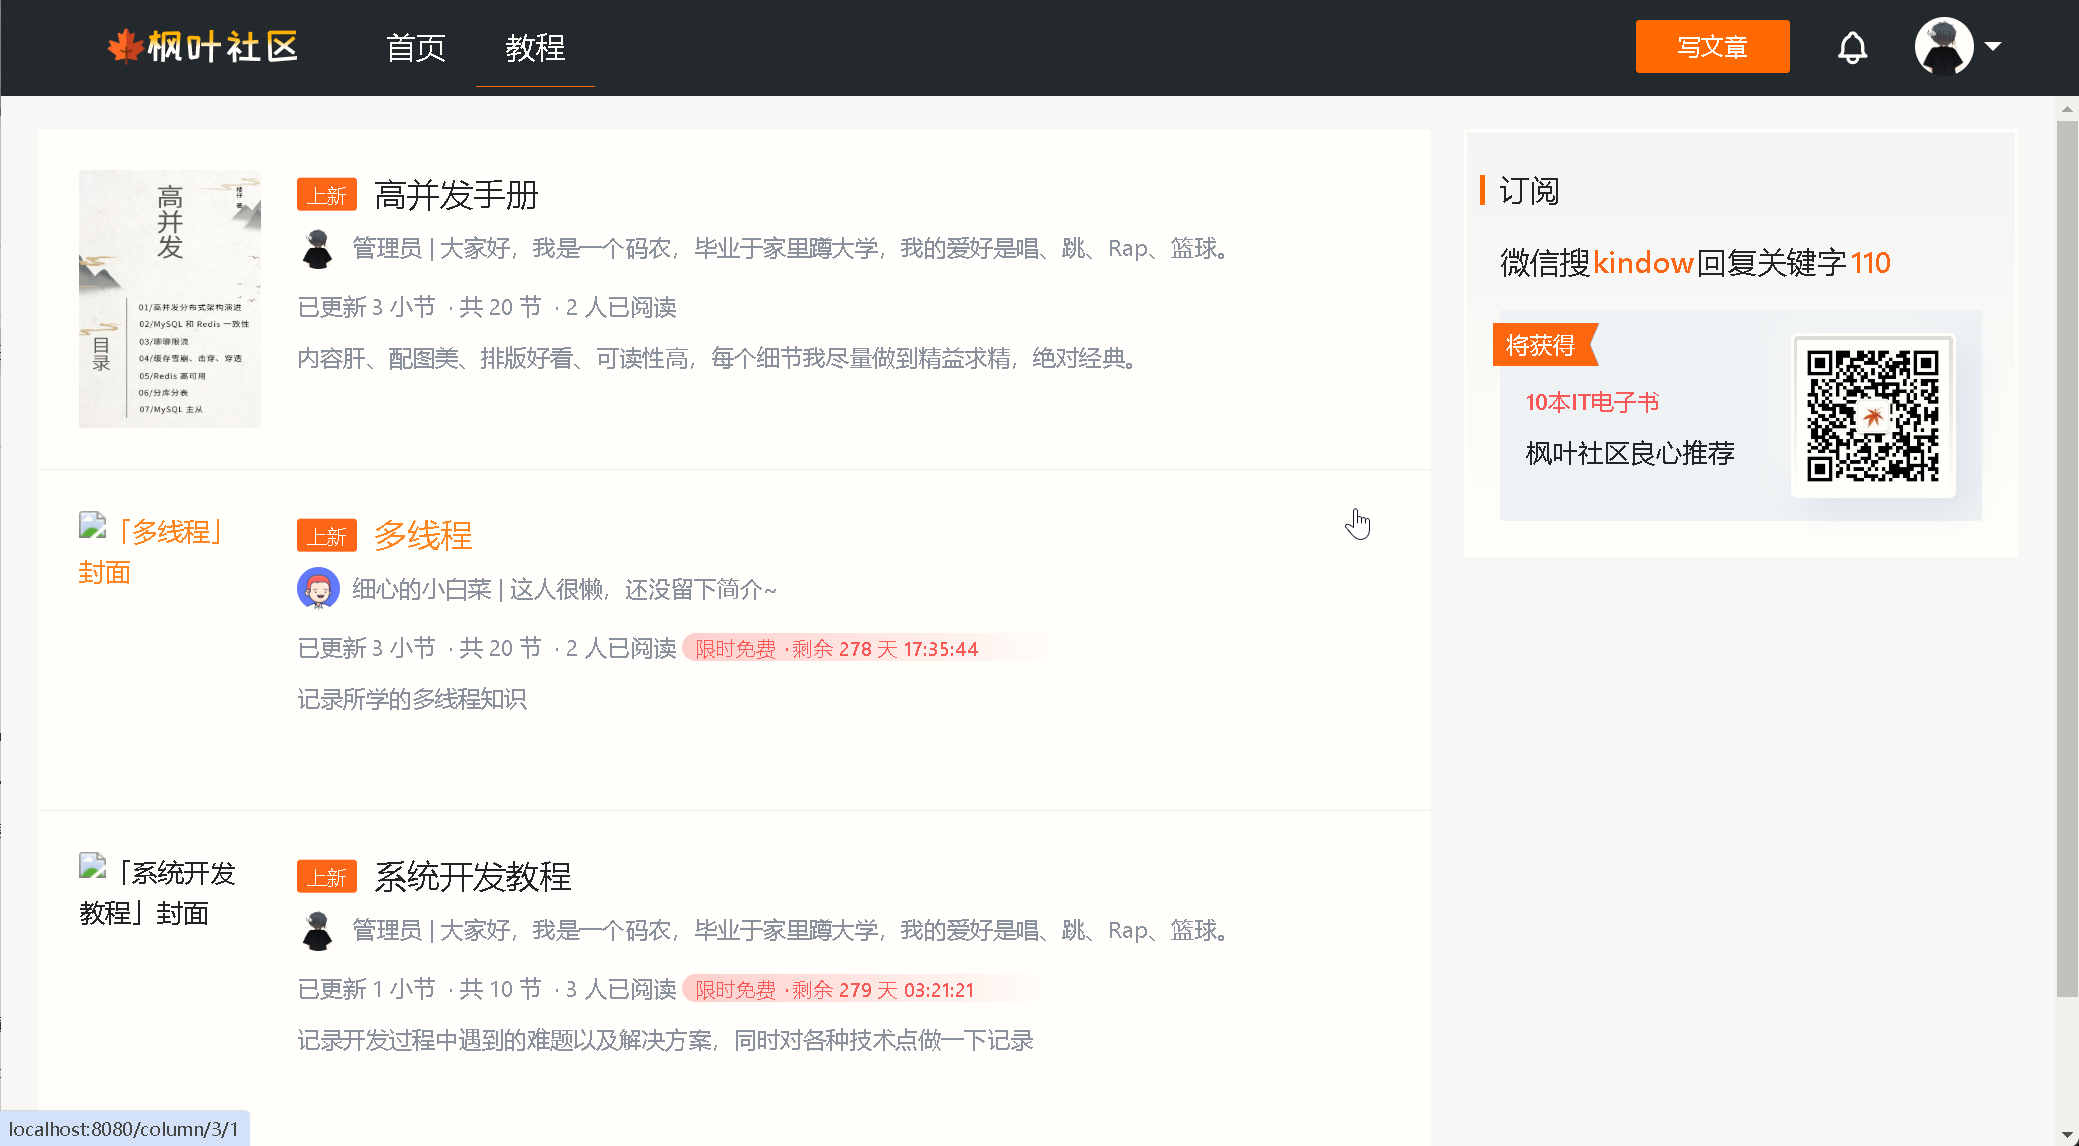 枫叶社区
首页
教程
写文章
高并发
楼仔 著
目录
01/高并发分布式架构演进
02/MySQL 和 Redis 一致性
03/聊聊限流
04/缓存雪崩、击穿、穿透
05/Redis 高可用
06/分库分表
07/MySQL 主从
上新 高并发手册
管理员 | 大家好，我是一个码农，毕业于家里蹲大学，我的爱好是唱、跳、Rap、篮球。
已更新 3 小节 · 共 20 节 · 2 人已阅读
内容肝、配图美、排版好看、可读性高，每个细节我尽量做到精益求精，绝对经典。
「多线程」
封面
上新 多线程
细心的小白菜 | 这人很懒，还没留下简介~
已更新 3 小节 · 共 20 节 · 2 人已阅读 限时免费 ·剩余 278 天 17:35:44
记录所学的多线程知识
「系统开发
教程」封面
上新 系统开发教程
管理员 | 大家好，我是一个码农，毕业于家里蹲大学，我的爱好是唱、跳、Rap、篮球。
已更新 1 小节 · 共 10 节 · 3 人已阅读 限时免费 ·剩余 279 天 03:21:21
记录开发过程中遇到的难题以及解决方案，同时对各种技术点做一下记录
订阅
微信搜kindow回复关键字110
将获得
10本IT电子书
枫叶社区良心推荐
localhost:8080/column/3/1